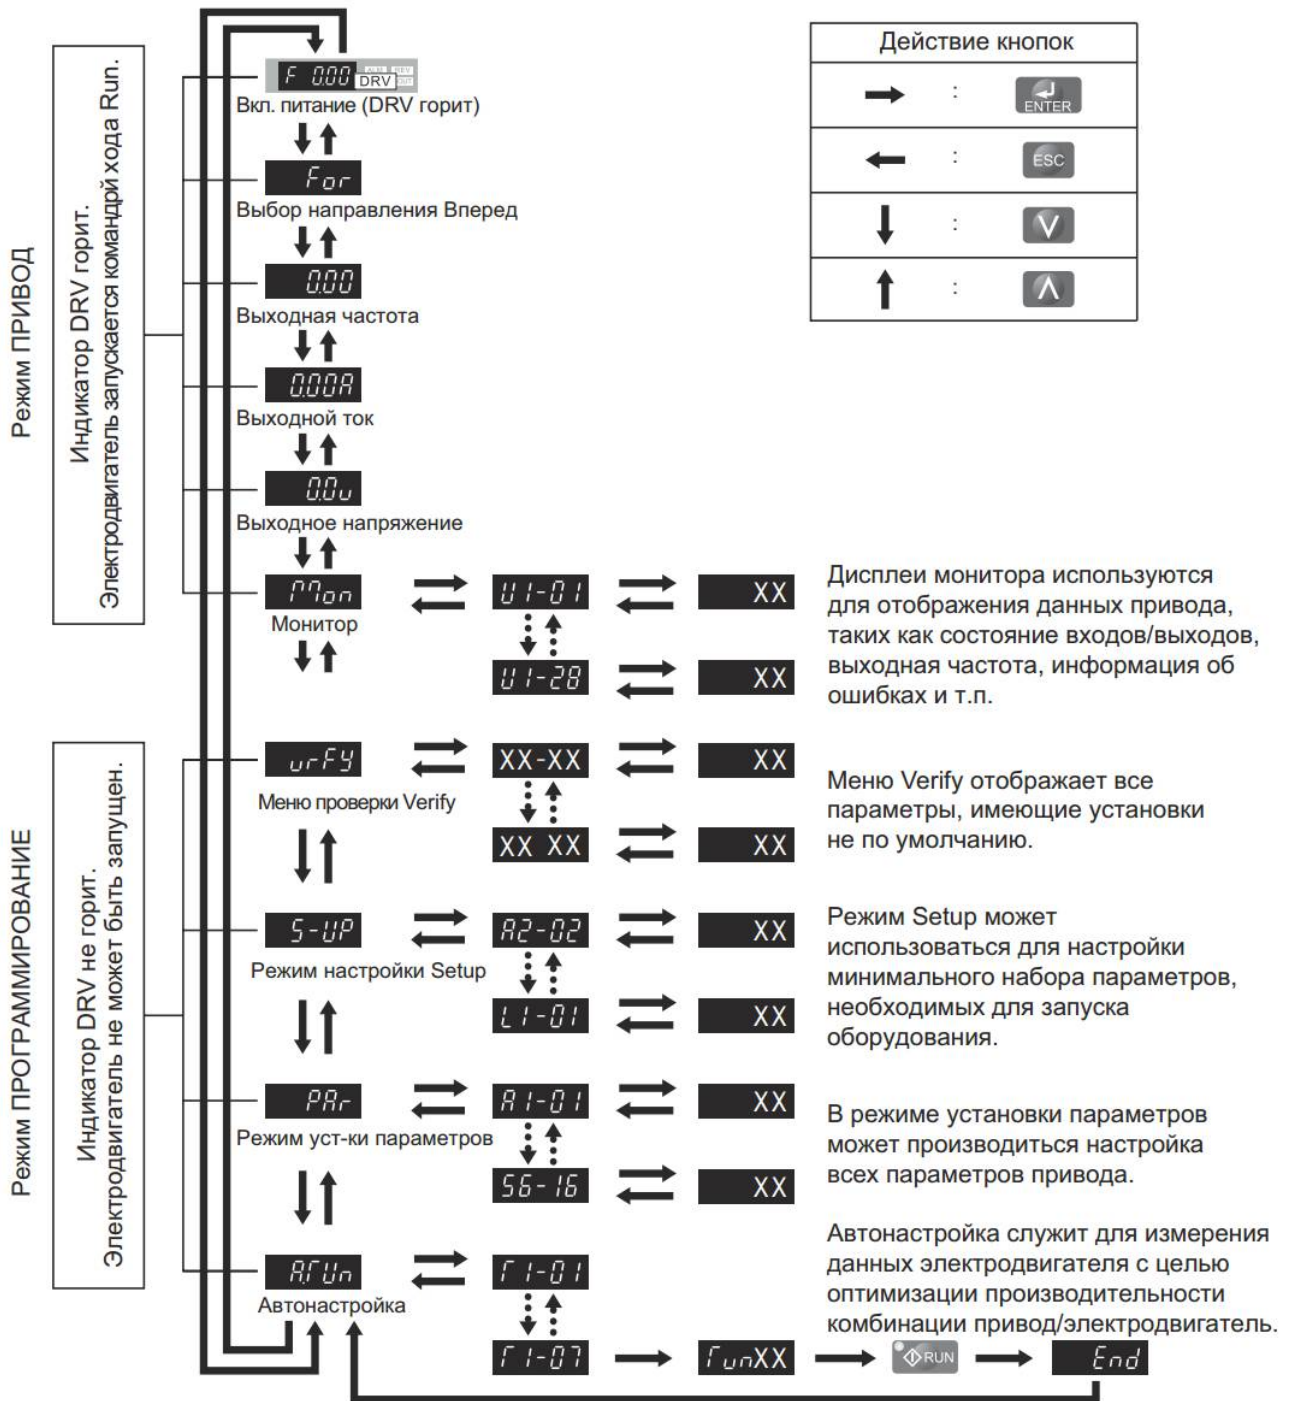 Режим ПРИВОД
Индикатор DRV горит.
Электродвигатель запускается командрй хода Run.
F 0.00
DRV
Вкл. питание (DRV горит)
For
Выбор направления Вперед
0.00
Выходная частота
0.00A
Выходной ток
0.0v
Выходное напряжение
Mon
Монитор
U1-01
XX
U1-28
XX
Действие кнопок
:
ENTER
:
ESC
:
V
:
Λ
Дисплеи монитора используются
для отображения данных привода,
таких как состояние входов/выходов,
выходная частота, информация об
ошибках и т.п.
Режим ПРОГРАММИРОВАНИЕ
Индикатор DRV не горит.
Электродвигатель не может быть запущен.
vrFY
Меню проверки Verify
XX-XX
XX
XX XX
XX
Меню Verify отображает все
параметры, имеющие установки
не по умолчанию.
S-UP
Режим настройки Setup
A2-02
XX
L1-01
XX
Режим Setup может
использоваться для настройки
минимального набора параметров,
необходимых для запуска
оборудования.
PAr
Режим уст-ки параметров
A1-01
XX
S6-16
XX
В режиме установки параметров
может производиться настройка
всех параметров привода.
A.TUn
Автонастройка
T1-01
T1-07
TunXX
RUN
End
Автонастройка служит для измерения
данных электродвигателя с целью
оптимизации производительности
комбинации привод/электродвигатель.